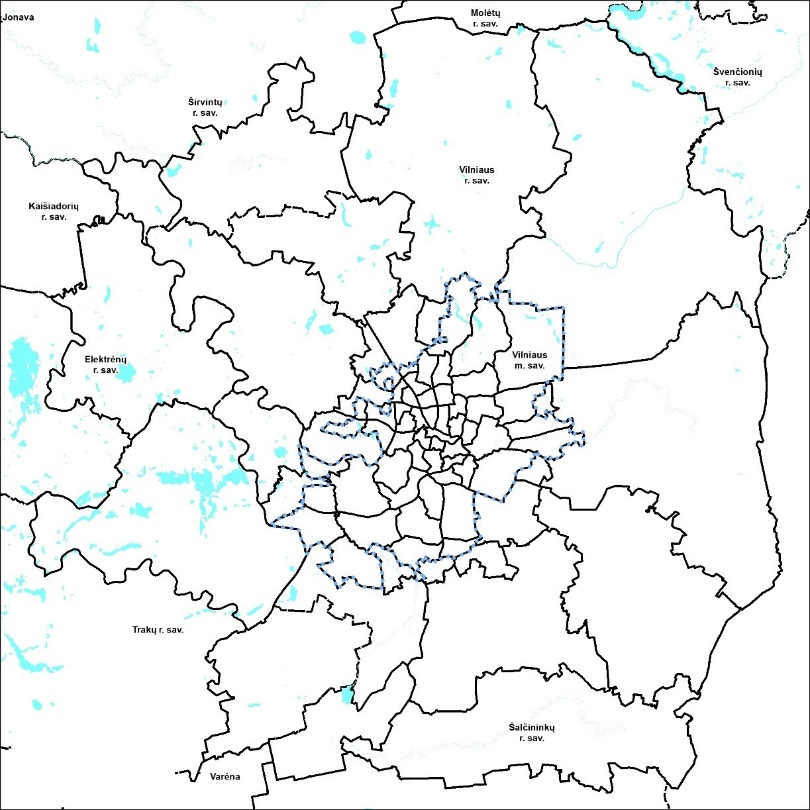 Jonava
Molėtų
r. sav.
Švenčionių
r. sav.
Širvintų
r. sav.
Vilniaus
r. sav.
Kaišiadorių
r. sav.
Elektrėnų
r. sav.
Vilniaus
m. sav.
Trakų r. sav.
Šalčininkų
r. sav.
Varėna